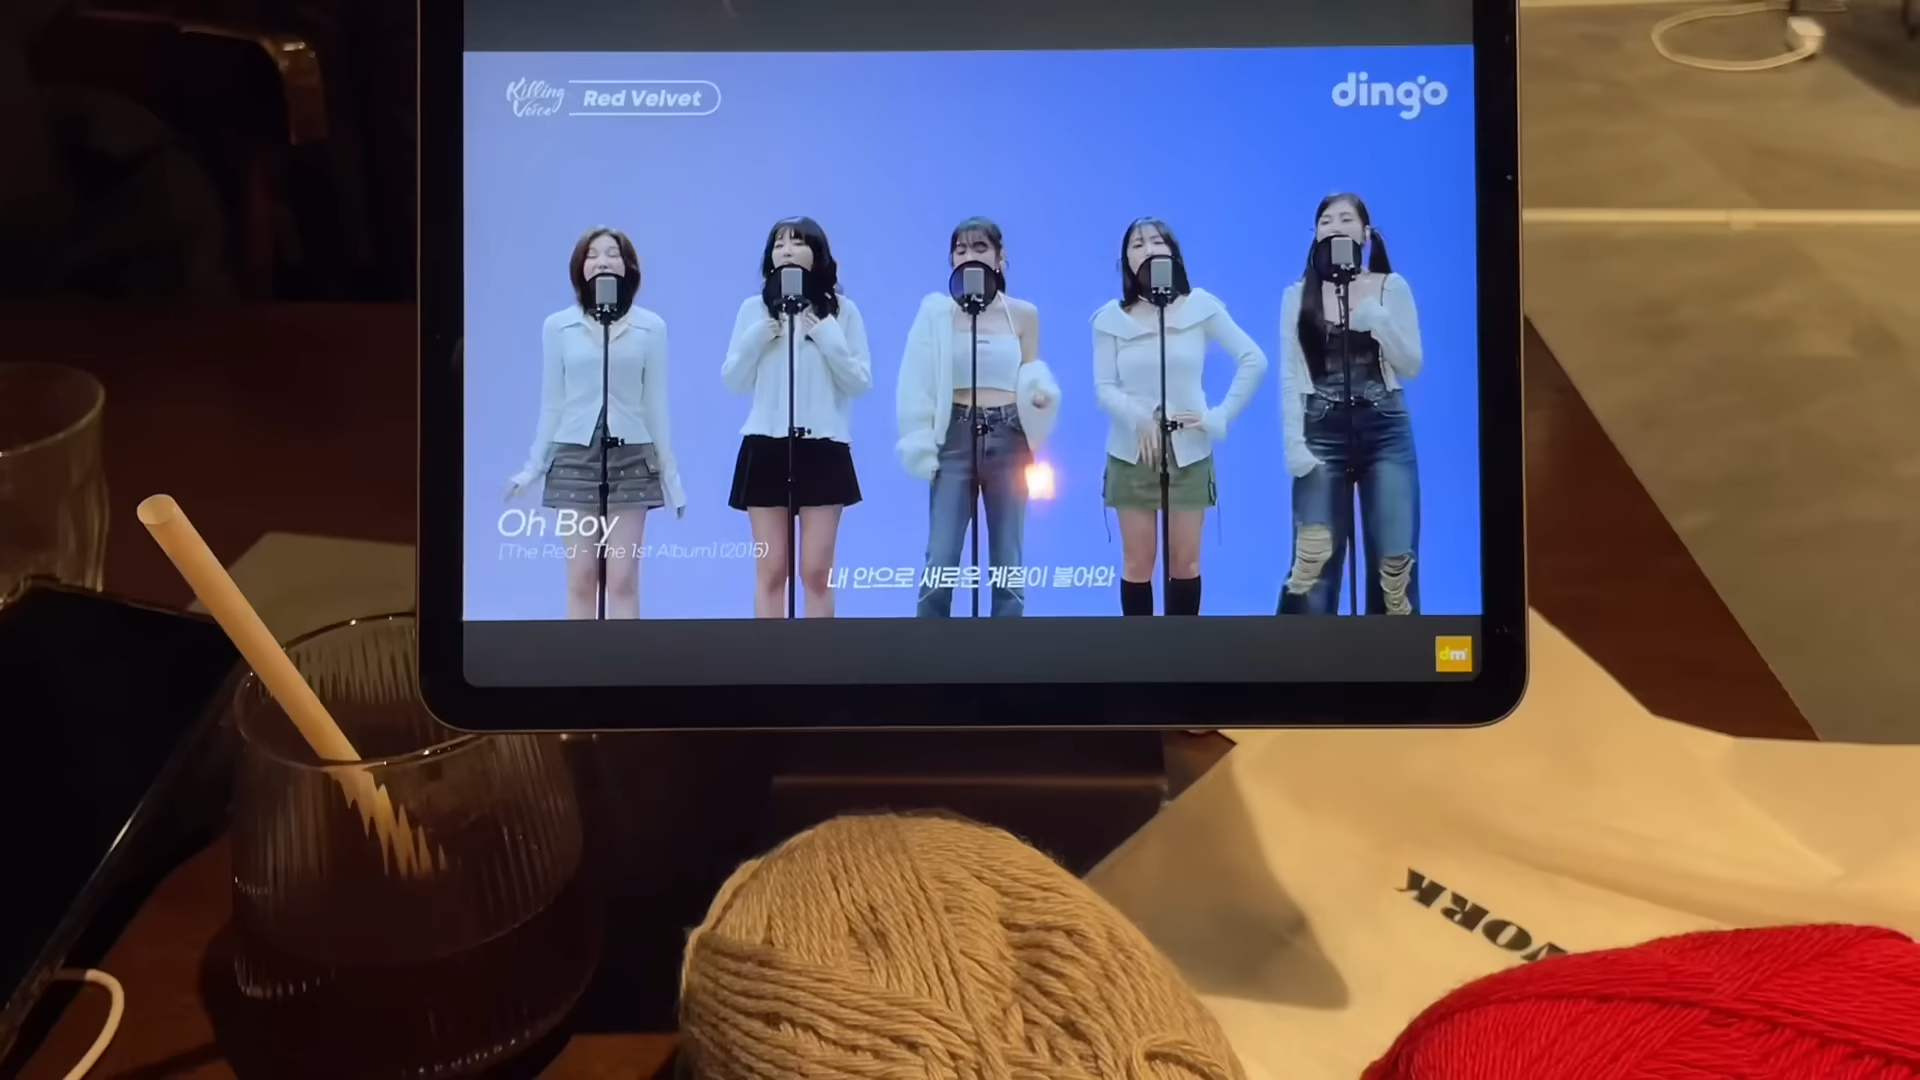 Killing Voice
Red Velvet
dingo
Oh Boy
[The Red - The 1st Album] (2015)
내 안으로 새로운 계절이 불어와
dm
WORK